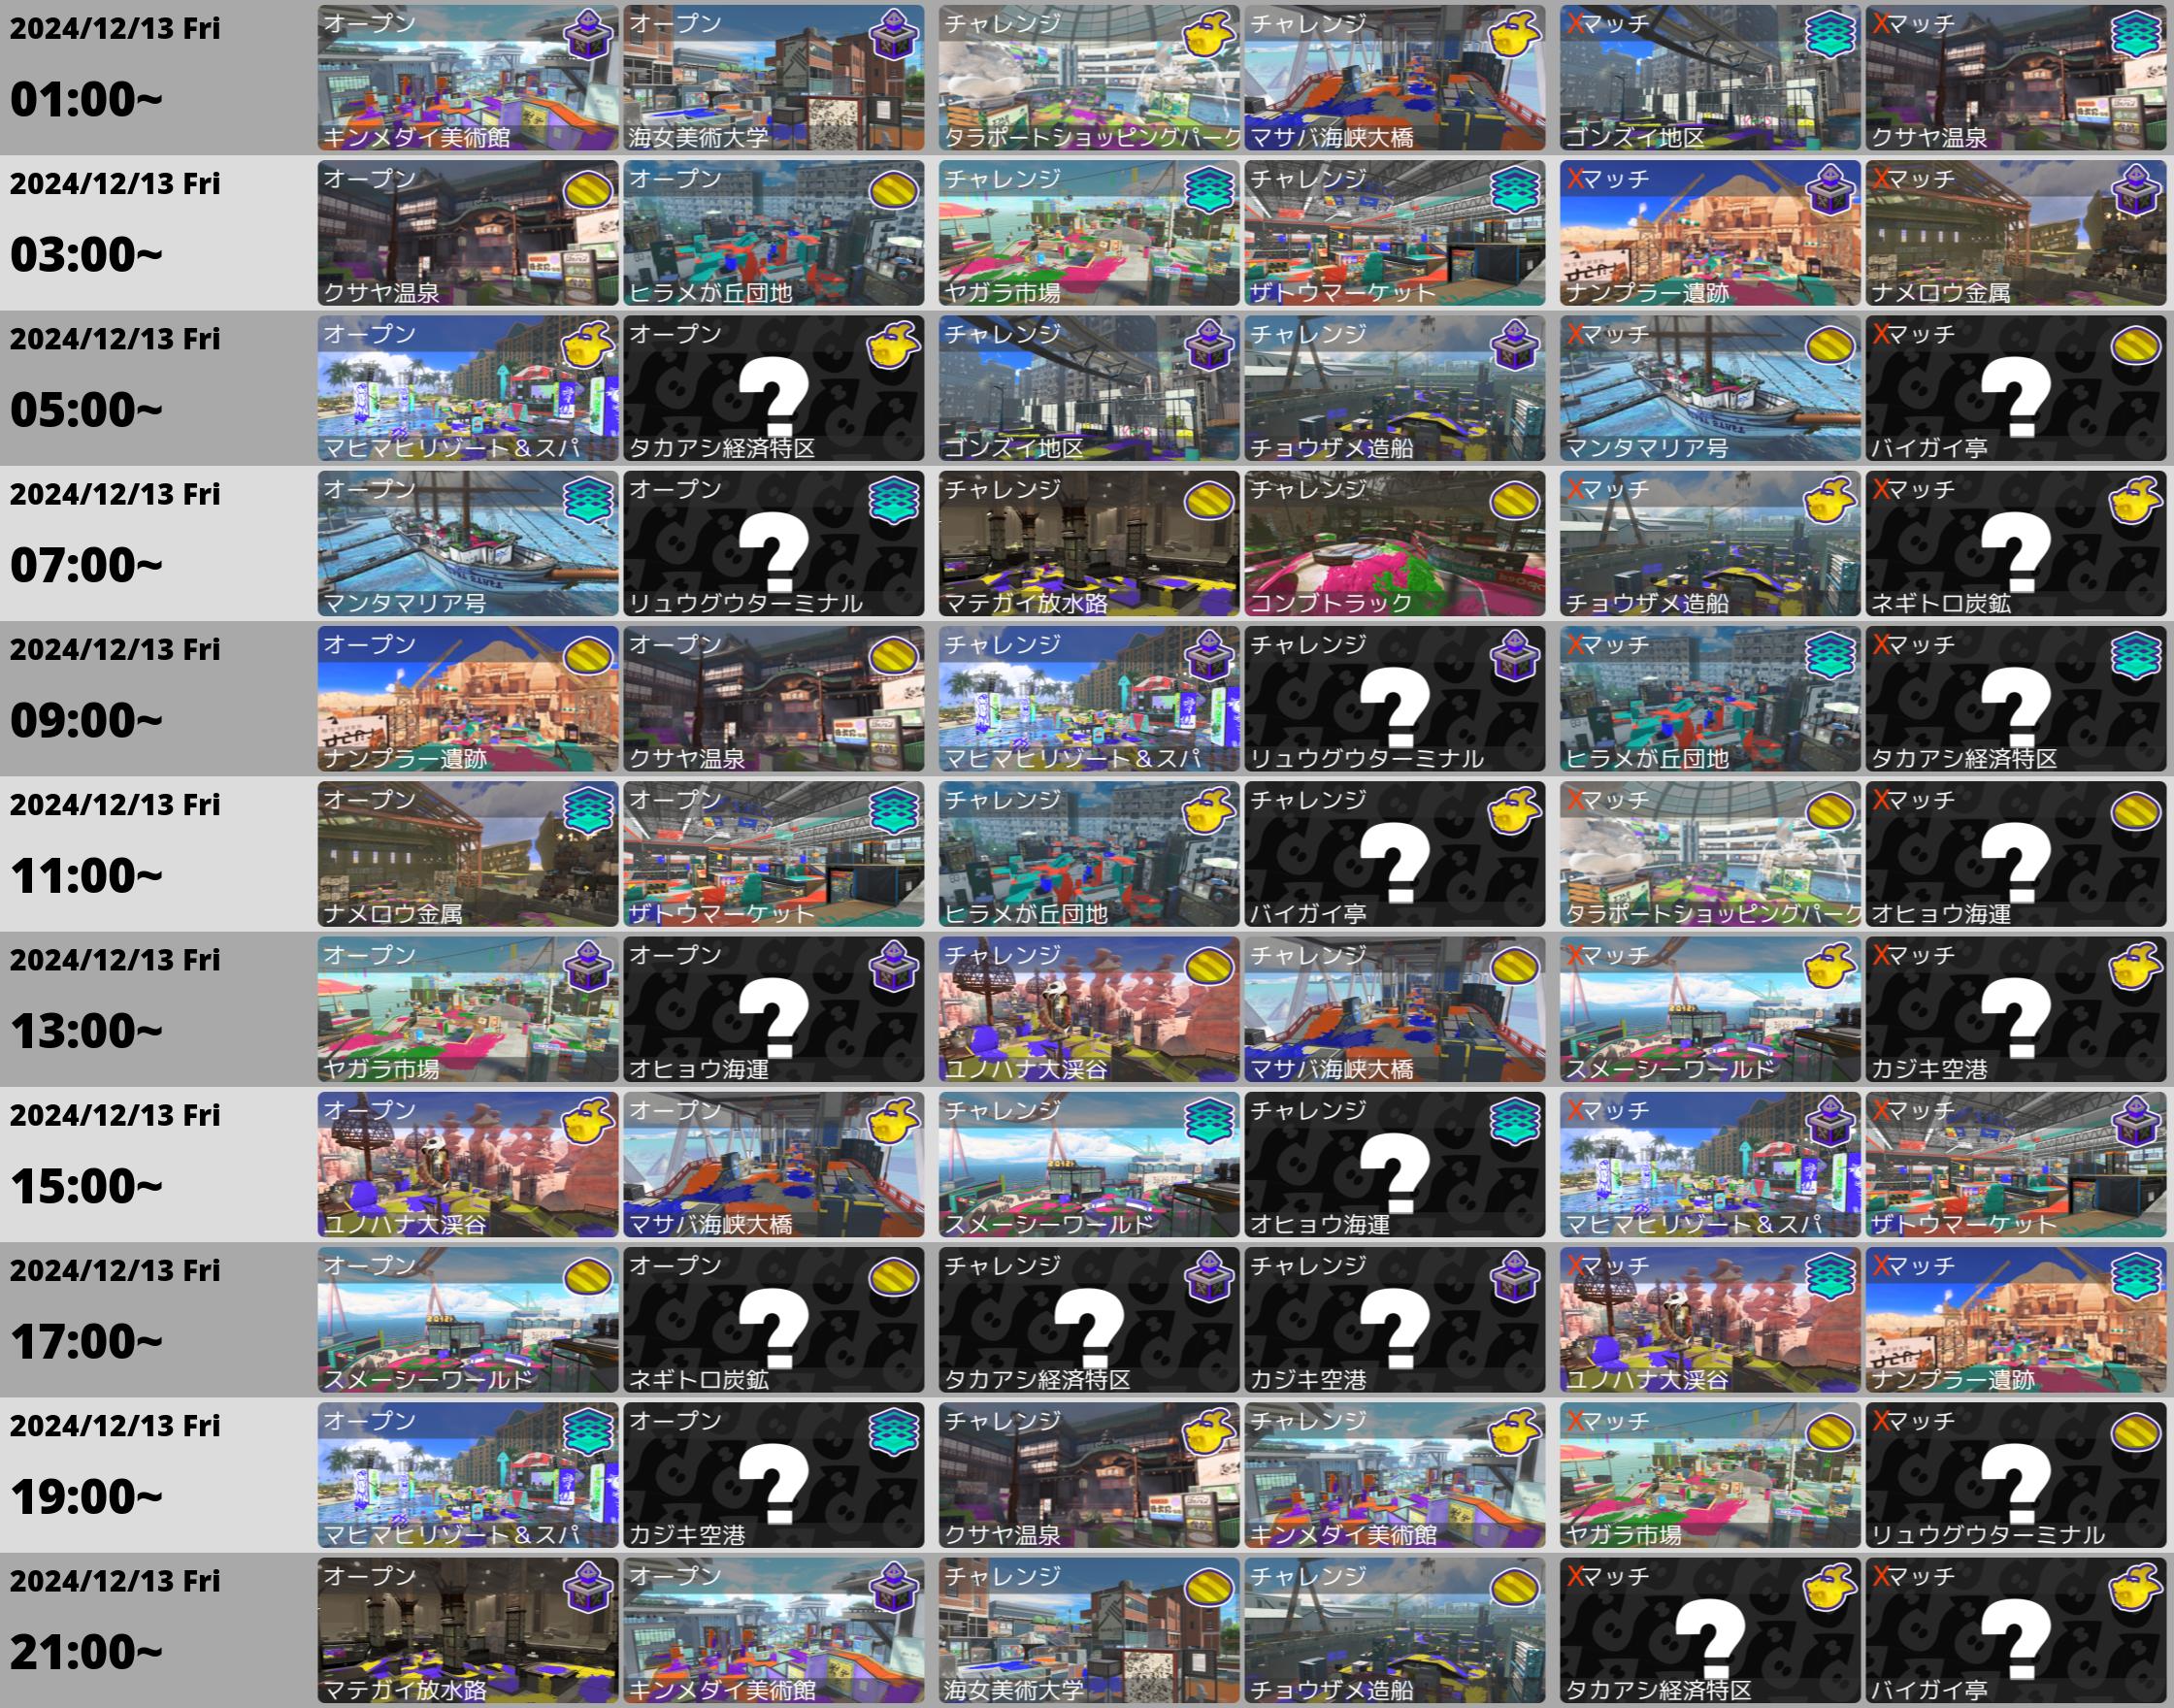 2024/12/13 Fri
01:00~
オープン オープン チャレンジ チャレンジ Xマッチ Xマッチ
キンメダイ美術館 海女美術大学 タラポートショッピングパーク マサバ海峡大橋 ゴンズイ地区 クサヤ温泉
2024/12/13 Fri
03:00~
オープン オープン チャレンジ チャレンジ Xマッチ Xマッチ
クサヤ温泉 ヒラメが丘団地 ヤガラ市場 ザトウマーケット ナンプラー遺跡 ナメロウ金属
2024/12/13 Fri
05:00~
オープン オープン チャレンジ チャレンジ Xマッチ Xマッチ
マヒマヒリゾート&スパ タカアシ経済特区 ゴンズイ地区 チョウザメ造船 マンタマリア号 バイガイ亭
2024/12/13 Fri
07:00~
オープン オープン チャレンジ チャレンジ Xマッチ Xマッチ
マンタマリア号 リュウグウターミナル マテガイ放水路 コンブトラック チョウザメ造船 ネギトロ炭鉱
2024/12/13 Fri
09:00~
オープン オープン チャレンジ チャレンジ Xマッチ Xマッチ
ナンプラー遺跡 クサヤ温泉 マヒマヒリゾート&スパ リュウグウターミナル ヒラメが丘団地 タカアシ経済特区
2024/12/13 Fri
11:00~
オープン オープン チャレンジ チャレンジ Xマッチ Xマッチ
ナメロウ金属 ザトウマーケット ヒラメが丘団地 バイガイ亭 タラポートショッピングパーク オヒョウ海運
2024/12/13 Fri
13:00~
オープン オープン チャレンジ チャレンジ Xマッチ Xマッチ
ヤガラ市場 オヒョウ海運 ユノハナ大渓谷 マサバ海峡大橋 スメーシーワールド カジキ空港
2024/12/13 Fri
15:00~
オープン オープン チャレンジ チャレンジ Xマッチ Xマッチ
ユノハナ大渓谷 マサバ海峡大橋 スメーシーワールド オヒョウ海運 マヒマヒリゾート&スパ ザトウマーケット
2024/12/13 Fri
17:00~
オープン オープン チャレンジ チャレンジ Xマッチ Xマッチ
スメーシーワールド ネギトロ炭鉱 タカアシ経済特区 カジキ空港 ユノハナ大渓谷 ナンプラー遺跡
2024/12/13 Fri
19:00~
オープン オープン チャレンジ チャレンジ Xマッチ Xマッチ
マヒマヒリゾート&スパ カジキ空港 クサヤ温泉 キンメダイ美術館 ヤガラ市場 リュウグウターミナル
2024/12/13 Fri
21:00~
オープン オープン チャレンジ チャレンジ Xマッチ Xマッチ
マテガイ放水路 キンメダイ美術館 海女美術大学 チョウザメ造船 タカアシ経済特区 バイガイ亭